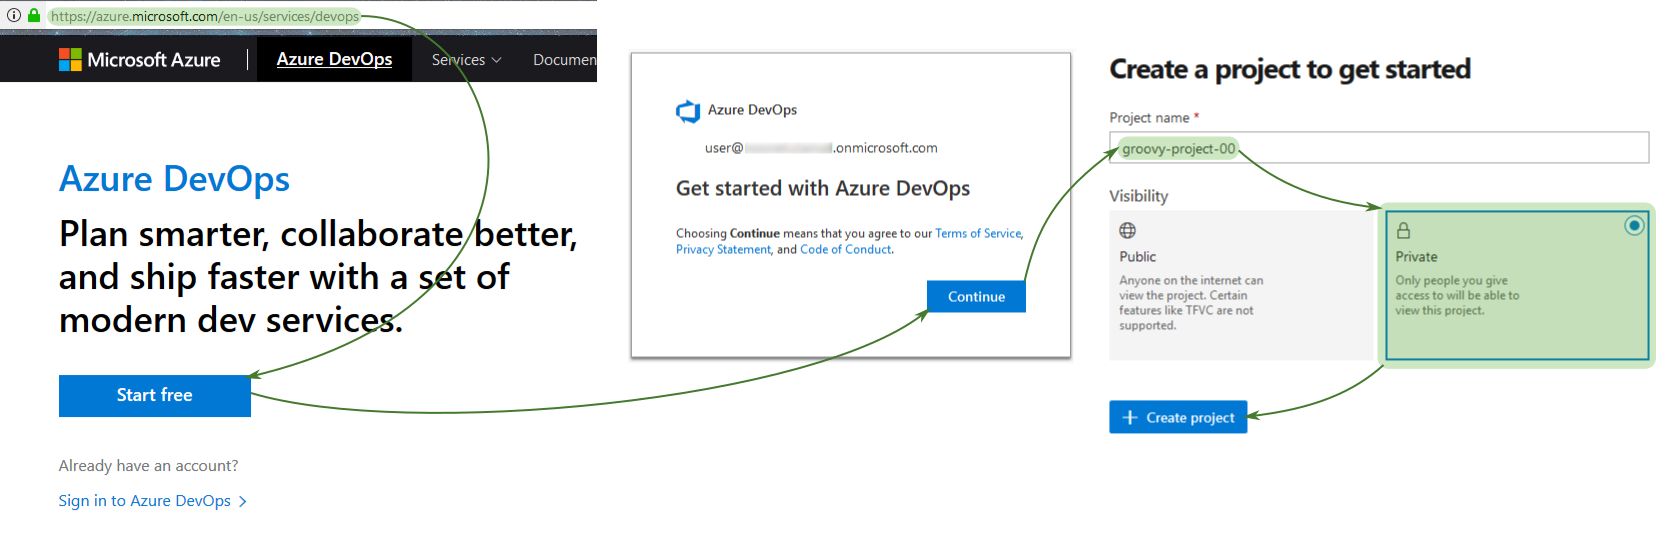 https://azure.microsoft.com/en-us/services/devops
Microsoft Azure
Azure DevOps
Services
Documen
Azure DevOps
Plan smarter, collaborate better,
and ship faster with a set of
modern dev services.
Start free
Already have an account?
Sign in to Azure DevOps
Azure DevOps
user@ .onmicrosoft.com
Get started with Azure DevOps
Choosing Continue means that you agree to our Terms of Service,
Privacy Statement, and Code of Conduct.
Continue
Create a project to get started
Project name *
groovy-project-00
Visibility
Public
Anyone on the internet can
view the project. Certain
features like TFVC are not
supported.
Private
Only people you give
access to will be able to
view this project.
+ Create project